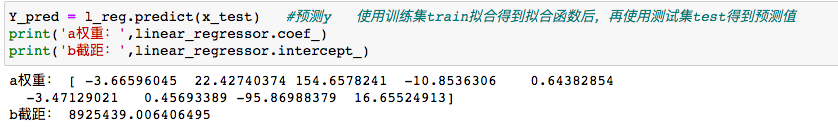 Y_pred = l_reg.predict(x_test)   #预测y   使用训练集train拟合得到拟合函数后，再使用测试集test得到预测值
print('a权重：',linear_regressor.coef_)
print('b截距：',linear_regressor.intercept_)
a权重： [ -3.66596045  22.42740374 154.6578241  -10.8536306    0.64382854
  -3.47129021   0.45693389 -95.86988379  16.65524913]
b截距： 8925439.006406495